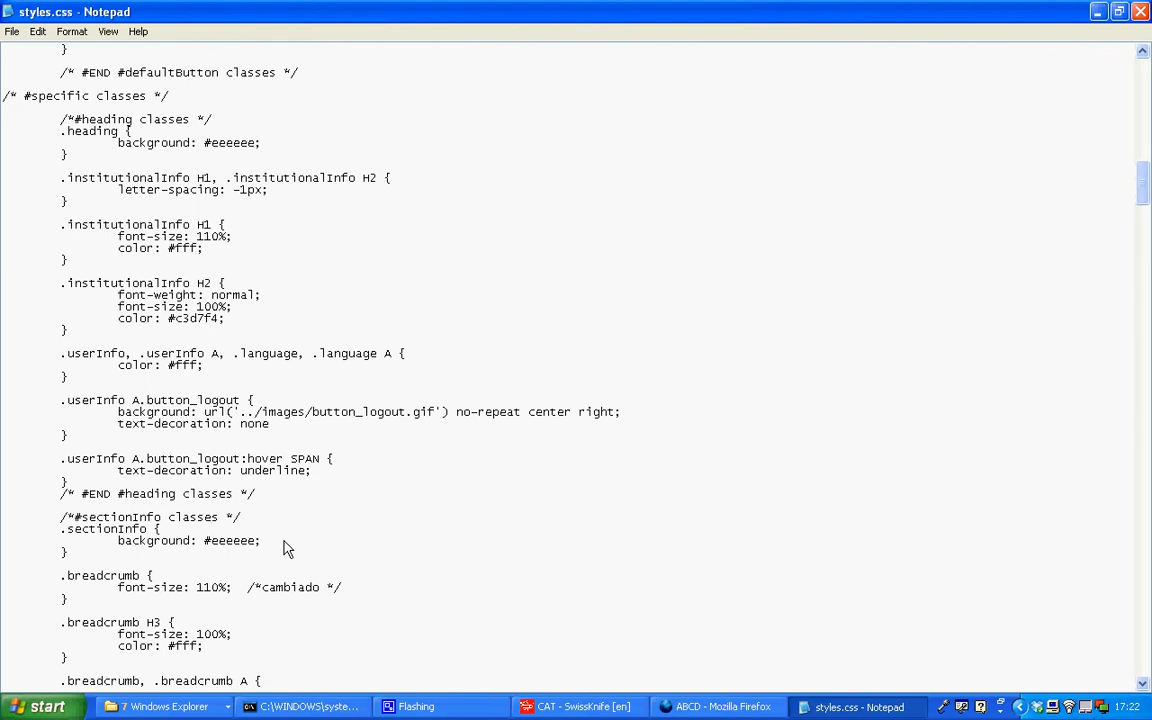 styles.css - Notepad
File Edit Format View Help
}
/* #END #defaultButton classes */
/* #specific classes */
/*#heading classes */
.heading {
background: #eeeeee;
}
.institutionalInfo H1, .institutionalInfo H2 {
letter-spacing: -1px;
}
.institutionalInfo H1 {
font-size: 110%;
color: #fff;
}
.institutionalInfo H2 {
font-weight: normal;
font-size: 100%;
color: #c3d7f4;
}
.userInfo, .userInfo A, .language, .language A {
color: #fff;
}
.userInfo A.button_logout {
background: url('../images/button_logout.gif') no-repeat center right;
text-decoration: none
}
.userInfo A.button_logout:hover SPAN {
text-decoration: underline;
}
/* #END #heading classes */
/*#sectionInfo classes */
.sectionInfo {
background: #eeeeee;
}
.breadcrumb {
font-size: 110%; /*cambiado */
}
.breadcrumb H3 {
font-size: 100%;
color: #fff;
}
.breadcrumb, .breadcrumb A {
start 7 Windows Explorer C:\WINDOWS\syste... Flashing CAT - SwissKnife [en] ABCD - Mozilla Firefox styles.css - Notepad 17:22